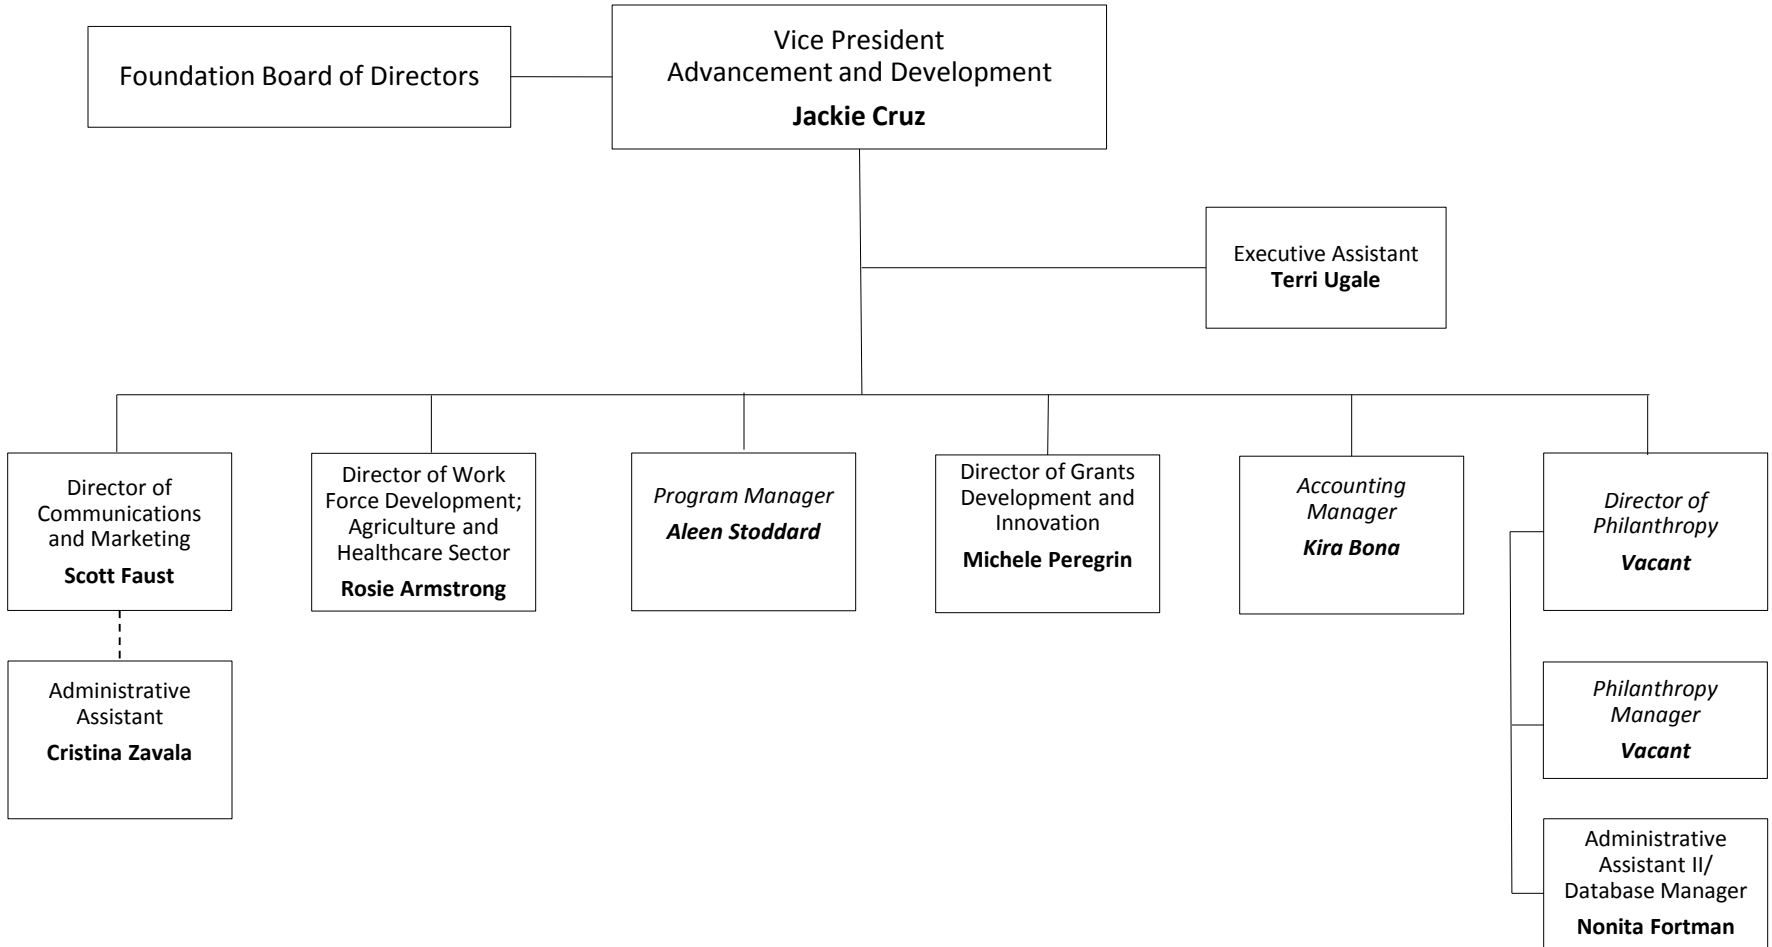 Foundation Board of Directors
Vice President
Advancement and Development
Jackie Cruz
Executive Assistant
Terri Ugale
Director of
Communications
and Marketing
Scott Faust
Director of Work
Force Development;
Agriculture and
Healthcare Sector
Rosie Armstrong
Program Manager
Aleen Stoddard
Director of Grants
Development and
Innovation
Michele Peregrin
Accounting
Manager
Kira Bona
Director of
Philanthropy
Vacant
Administrative
Assistant
Cristina Zavala
Philanthropy
Manager
Vacant
Administrative
Assistant II/
Database Manager
Nonita Fortman